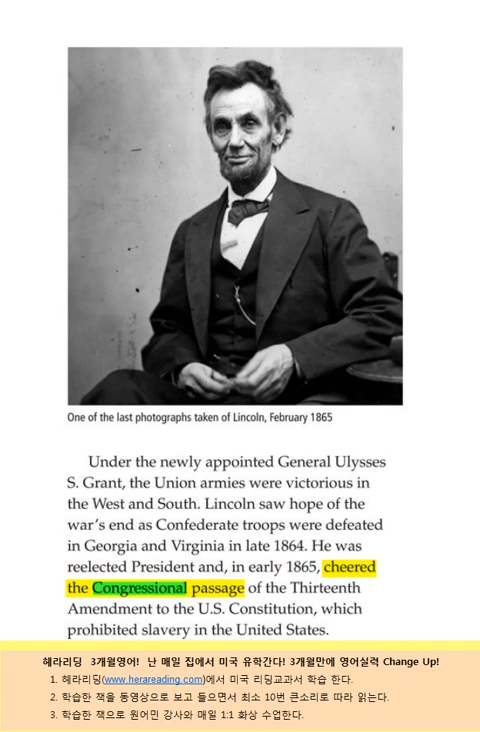 One of the last photographs taken of Lincoln, February 1865
Under the newly appointed General Ulysses
S. Grant, the Union armies were victorious in
the West and South. Lincoln saw hope of the
war’s end as Confederate troops were defeated
in Georgia and Virginia in late 1864. He was
reelected President and, in early 1865, cheered
the Congressional passage of the Thirteenth
Amendment to the U.S. Constitution, which
prohibited slavery in the United States.
헤라리딩 3개월영어! 난 매일 집에서 미국 유학간다! 3개월만에 영어실력 Change Up!
1. 헤라리딩(www.herareading.com)에서 미국 리딩교과서 학습 한다.
2. 학습한 책을 동영상으로 보고 들으면서 최소 10번 큰소리로 따라 읽는다.
3. 학습한 책으로 원어민 강사와 매일 1:1 화상 수업한다.